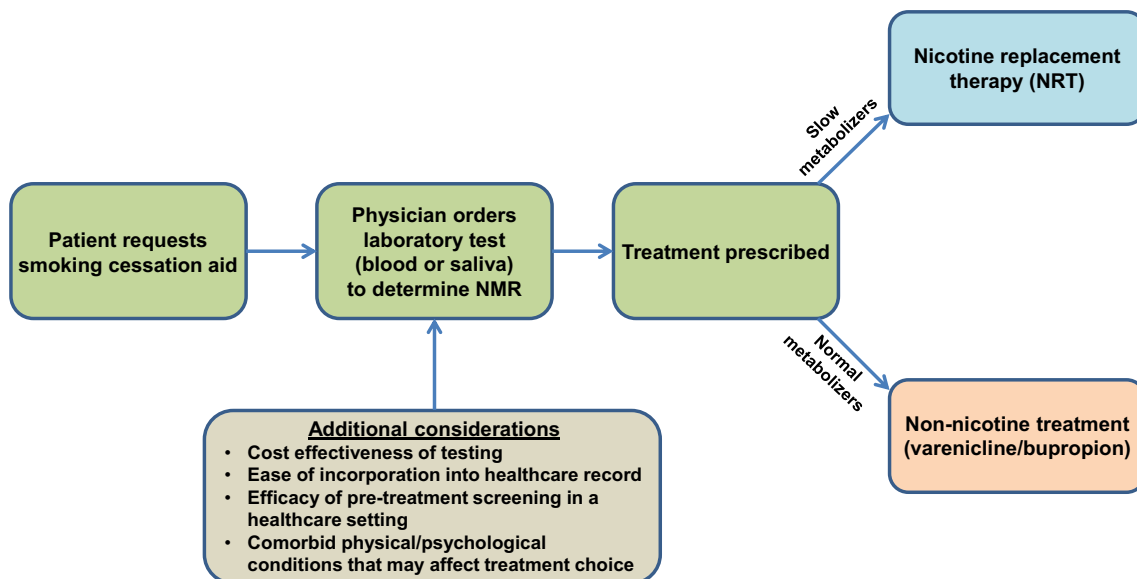 Patient requests
smoking cessation aid
Physician orders
laboratory test
(blood or saliva)
to determine NMR
Treatment prescribed
Slow
metabolizers
Nicotine replacement
therapy (NRT)
Normal
metabolizers
Non-nicotine treatment
(varenicline/bupropion)
Additional considerations
• Cost effectiveness of testing
• Ease of incorporation into healthcare record
• Efficacy of pre-treatment screening in a
healthcare setting
• Comorbid physical/psychological
conditions that may affect treatment choice